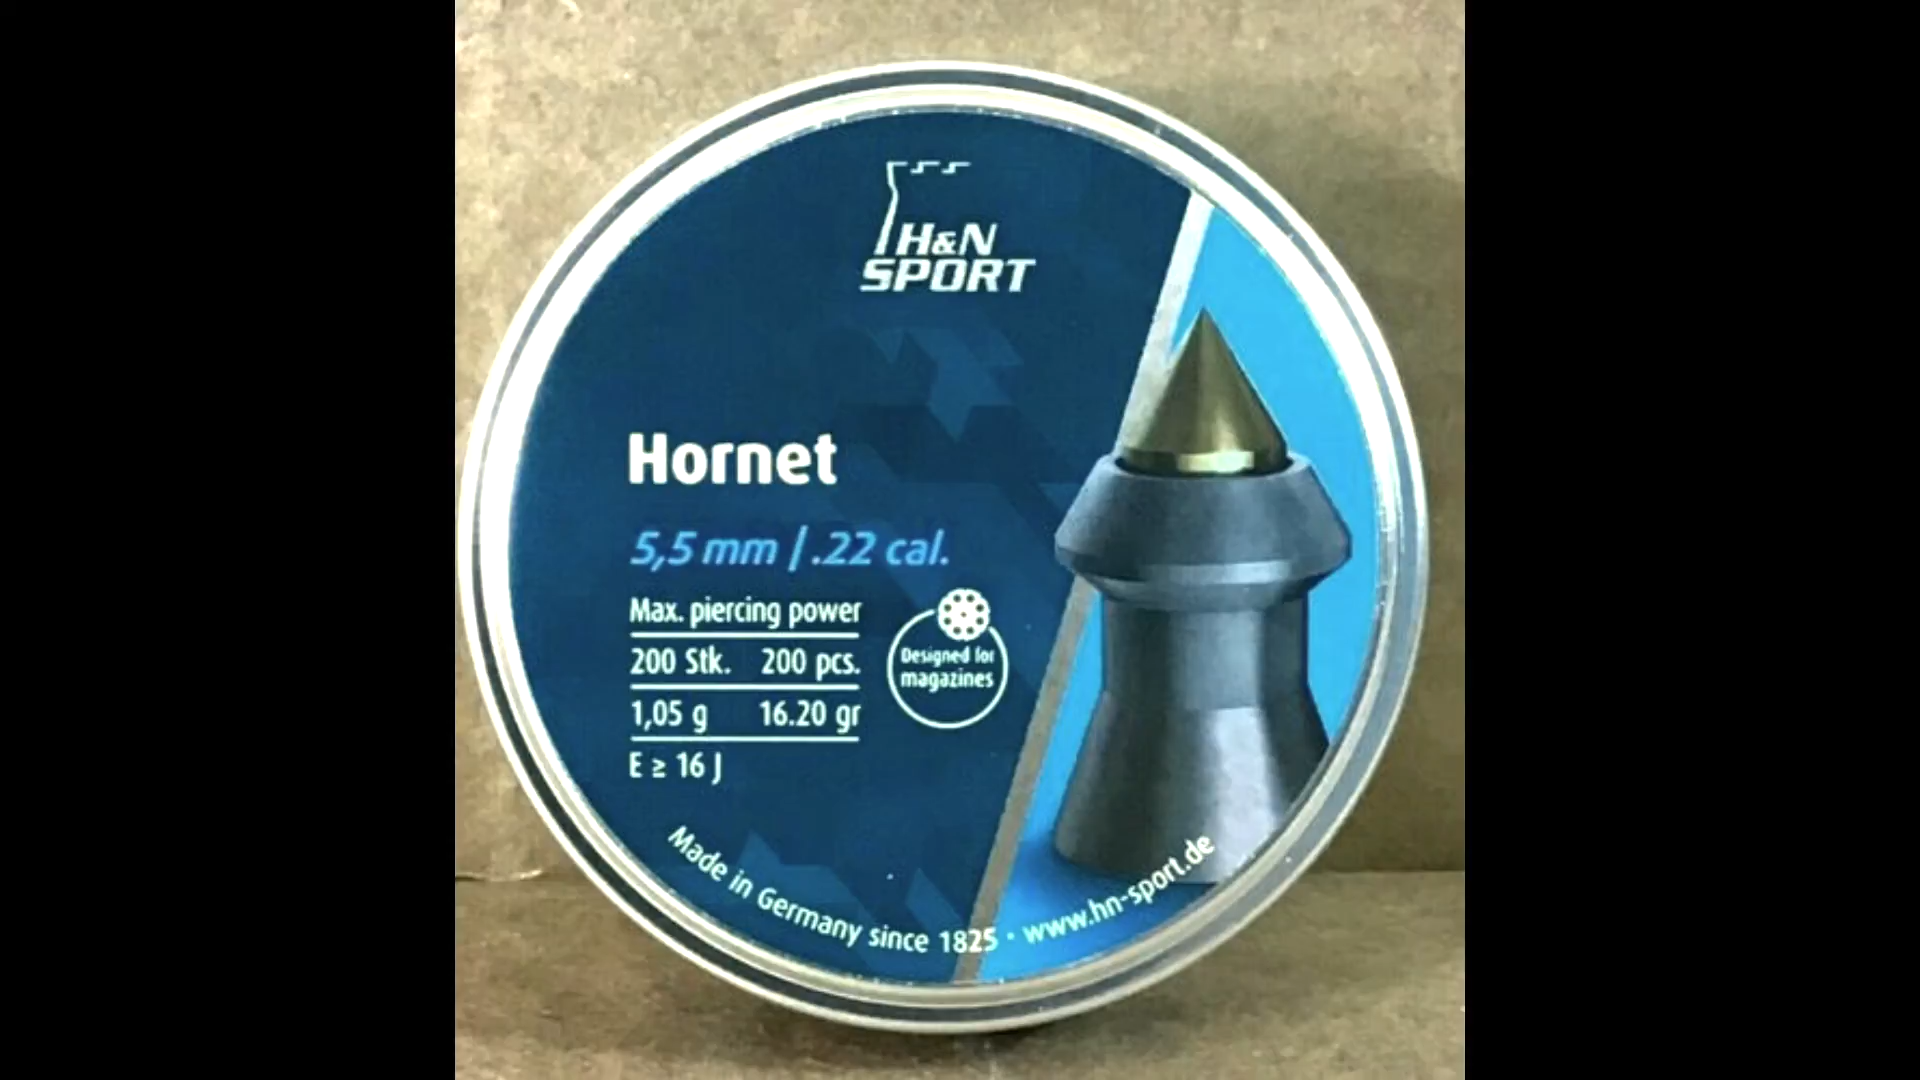 H&N
SPORT
Hornet
5,5 mm | .22 cal.
Max. piercing power
200 Stk. 200 pcs.
1,05 g 16.20 gr
E ≥ 16 J
Designed for
magazines
Made in Germany since 1825 · www.hn-sport.de